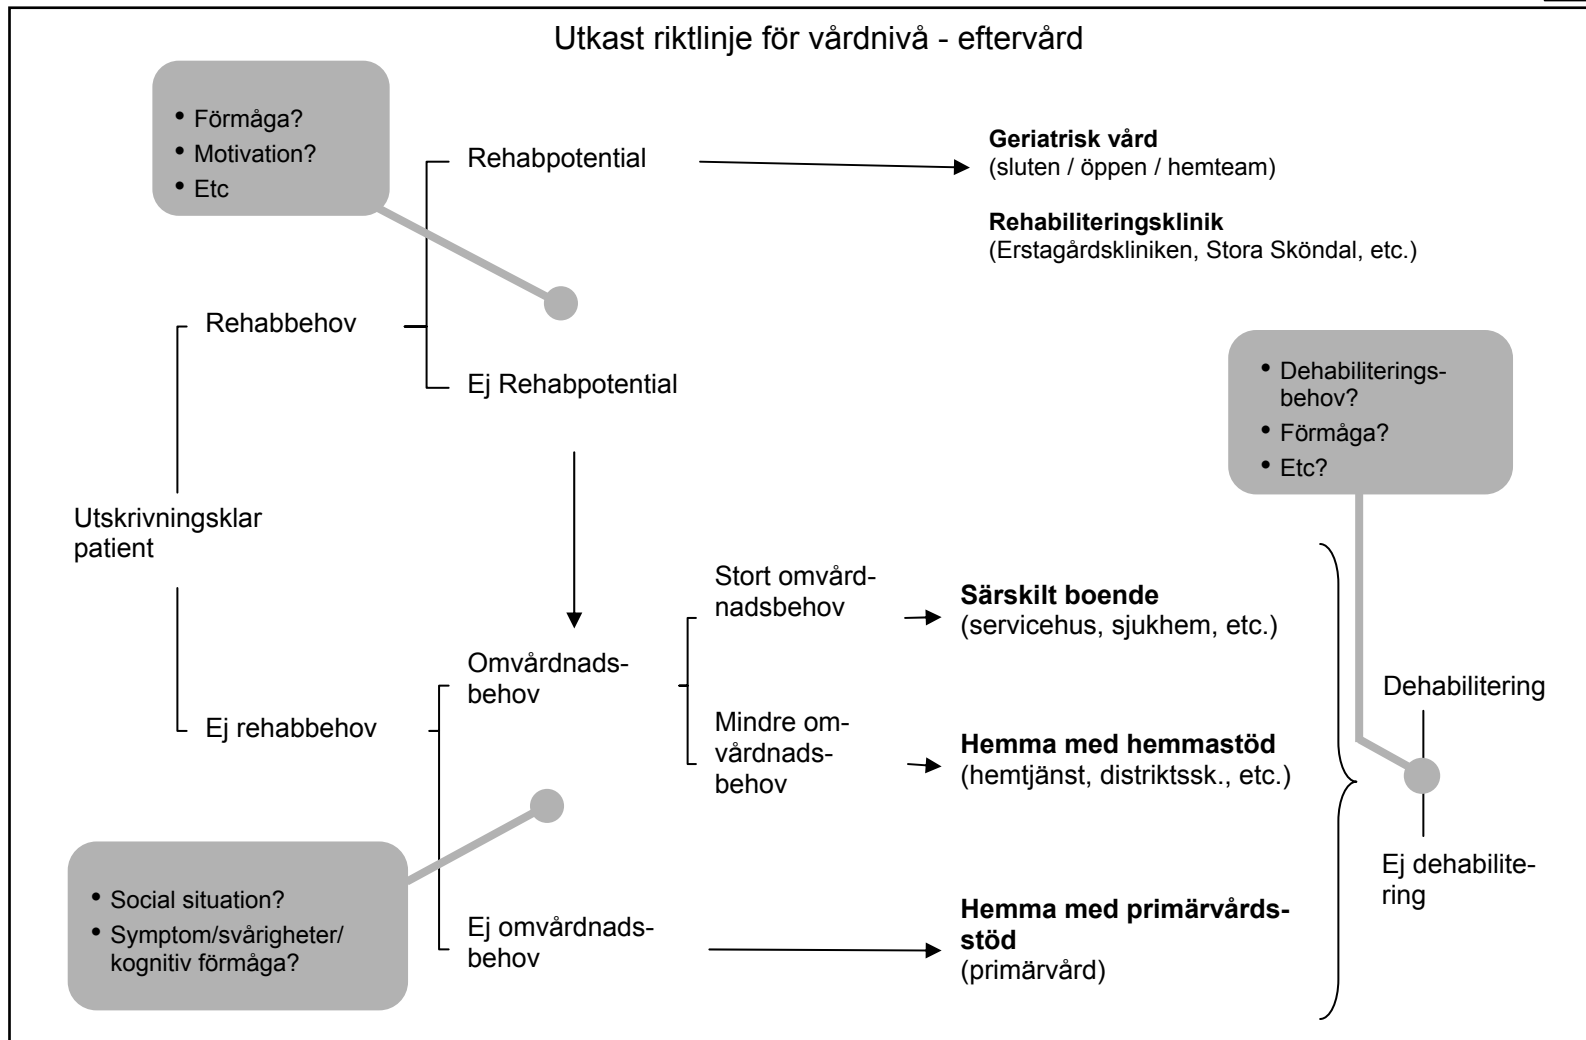 Utkast riktlinje för vårdnivå - eftervård
• Förmåga?
• Motivation?
• Etc
Rehabpotential
Geriatrisk vård
(sluten / öppen / hemteam)
Rehabiliteringsklinik
(Erstagårdskliniken, Stora Sköndal, etc.)
Rehabbehov
Ej Rehabpotential
• Dehabiliterings-
behov?
• Förmåga?
• Etc?
Utskrivningsklar
patient
Stort omvård-
nadsbehov
Särskilt boende
(servicehus, sjukhem, etc.)
Omvårdnads-
behov
Dehabilitering
Ej rehabbehov
Mindre om-
vårdnads-
behov
Hemma med hemmastöd
(hemtjänst, distriktssk., etc.)
Ej dehabilite-
ring
• Social situation?
• Symptom/svårigheter/
kognitiv förmåga?
Ej omvårdnads-
behov
Hemma med primärvårds-
stöd
(primärvård)